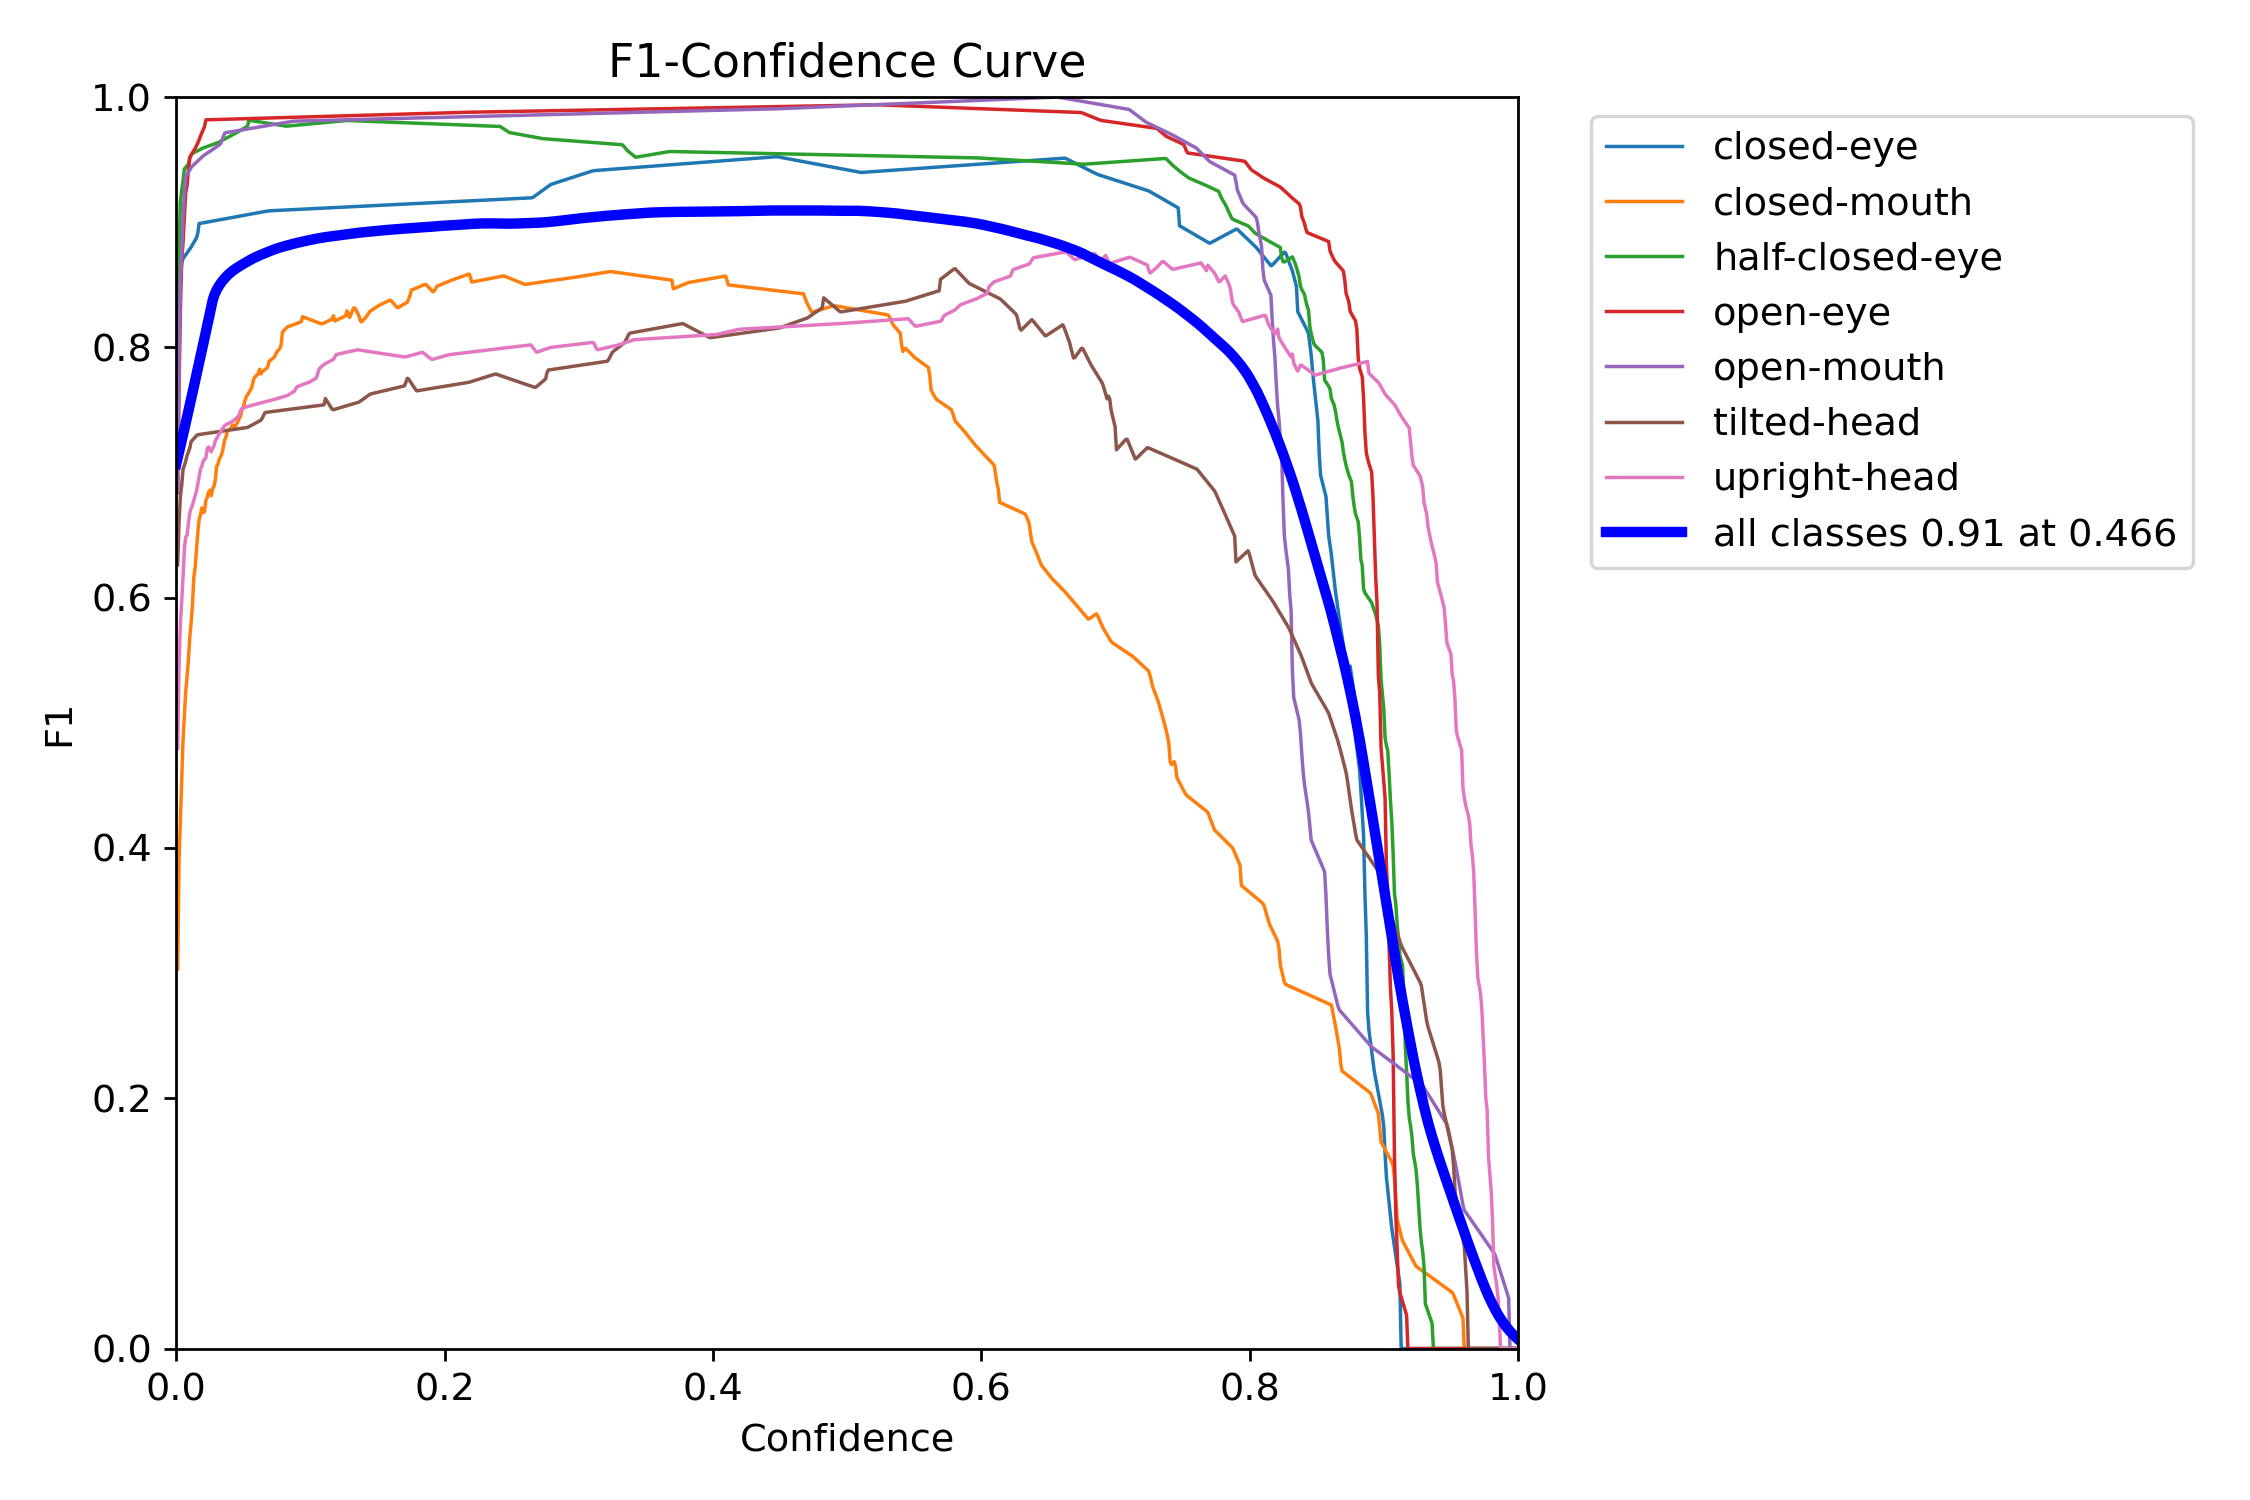 F1-Confidence Curve
1.0
0.8
0.6
0.4
0.2
0.0
F1
0.0 0.2 0.4 0.6 0.8 1.0
Confidence
closed-eye
closed-mouth
half-closed-eye
open-eye
open-mouth
tilted-head
upright-head
all classes 0.91 at 0.466